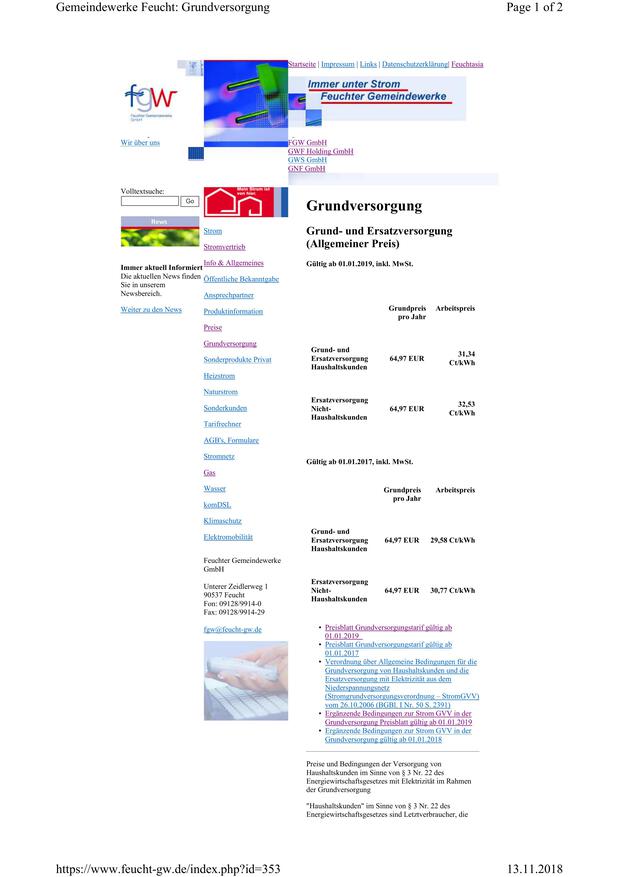 Gemeindewerke Feucht: Grundversorgung
Page 1 of 2
Startseite | Impressum | Links | Datenschutzerklärung| Feuchtasia
Immer unter Strom
Feuchter Gemeindewerke
fgw
Feuchter Gemeindewerke
GmbH
Wir über uns
FGW GmbH
GWF Holding GmbH
GWS GmbH
GNF GmbH
Volltextsuche:
Go
News
Immer aktuell Informiert
Die aktuellen News finden
Sie in unserem
Newsbereich.
Weiter zu den News
Mein Strom ist
von hier.
Strom
Stromvertrieb
Info & Allgemeines
Öffentliche Bekanntgabe
Ansprechpartner
Produktinformation
Preise
Grundversorgung
Sonderprodukte Privat
Heizstrom
Naturstrom
Sonderkunden
Tarifrechner
AGB's, Formulare
Stromnetz
Gas
Wasser
komDSL
Klimaschutz
Elektromobilität
Feuchter Gemeindewerke
GmbH
Unterer Zeidlerweg 1
90537 Feucht
Fon: 09128/9914-0
Fax: 09128/9914-29
fgw@feucht-gw.de
Grundversorgung
Grund- und Ersatzversorgung
(Allgemeiner Preis)
Gültig ab 01.01.2019, inkl. MwSt.
Grundpreis Arbeitspreis
pro Jahr
Grund- und
Ersatzversorgung
Haushaltskunden
64,97 EUR
31,34
Ct/kWh
Ersatzversorgung
Nicht-
Haushaltskunden
64,97 EUR
32,53
Ct/kWh
Gültig ab 01.01.2017, inkl. MwSt.
Grundpreis Arbeitspreis
pro Jahr
Grund- und
Ersatzversorgung
Haushaltskunden
64,97 EUR 29,58 Ct/kWh
Ersatzversorgung
Nicht-
Haushaltskunden
64,97 EUR 30,77 Ct/kWh
• Preisblatt Grundversorgungstarif gültig ab
01.01.2019
• Preisblatt Grundversorgungstarif gültig ab
01.01.2017
• Verordnung über Allgemeine Bedingungen für die
Grundversorgung von Haushaltskunden und die
Ersatzversorgung mit Elektrizität aus dem
Niederspannungsnetz
(Stromgrundversorgungsverordnung – StromGVV)
vom 26.10.2006 (BGBl. I Nr. 50 S. 2391)
• Ergänzende Bedingungen zur Strom GVV in der
Grundversorgung Preisblatt gültig ab 01.01.2019
• Ergänzende Bedingungen zur Strom GVV in der
Grundversorgung gültig ab 01.01.2018
Preise und Bedingungen der Versorgung von
Haushaltskunden im Sinne von § 3 Nr. 22 des
Energiewirtschaftsgesetzes mit Elektrizität im Rahmen
der Grundversorgung
"Haushaltskunden" im Sinne von § 3 Nr. 22 des
Energiewirtschaftsgesetzes sind Letztverbraucher, die
https://www.feucht-gw.de/index.php?id=353
13.11.2018